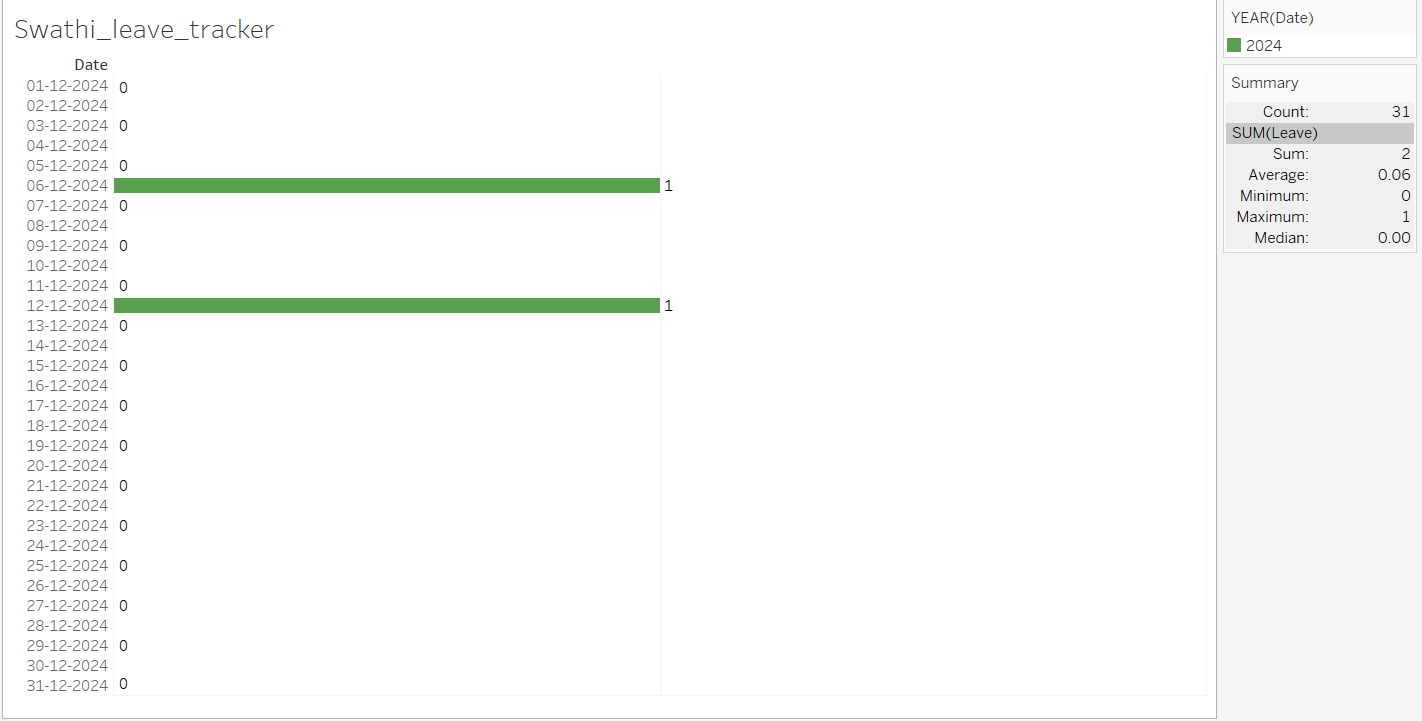 Swathi_leave_tracker
Date
01-12-2024 0
02-12-2024
03-12-2024 0
04-12-2024
05-12-2024 0
06-12-2024 1
07-12-2024 0
08-12-2024
09-12-2024 0
10-12-2024
11-12-2024 0
12-12-2024 1
13-12-2024 0
14-12-2024
15-12-2024 0
16-12-2024
17-12-2024 0
18-12-2024
19-12-2024 0
20-12-2024
21-12-2024 0
22-12-2024
23-12-2024 0
24-12-2024
25-12-2024 0
26-12-2024
27-12-2024 0
28-12-2024
29-12-2024 0
30-12-2024
31-12-2024 0
YEAR(Date)
2024
Summary
Count: 31
SUM(Leave)
Sum: 2
Average: 0.06
Minimum: 0
Maximum: 1
Median: 0.00